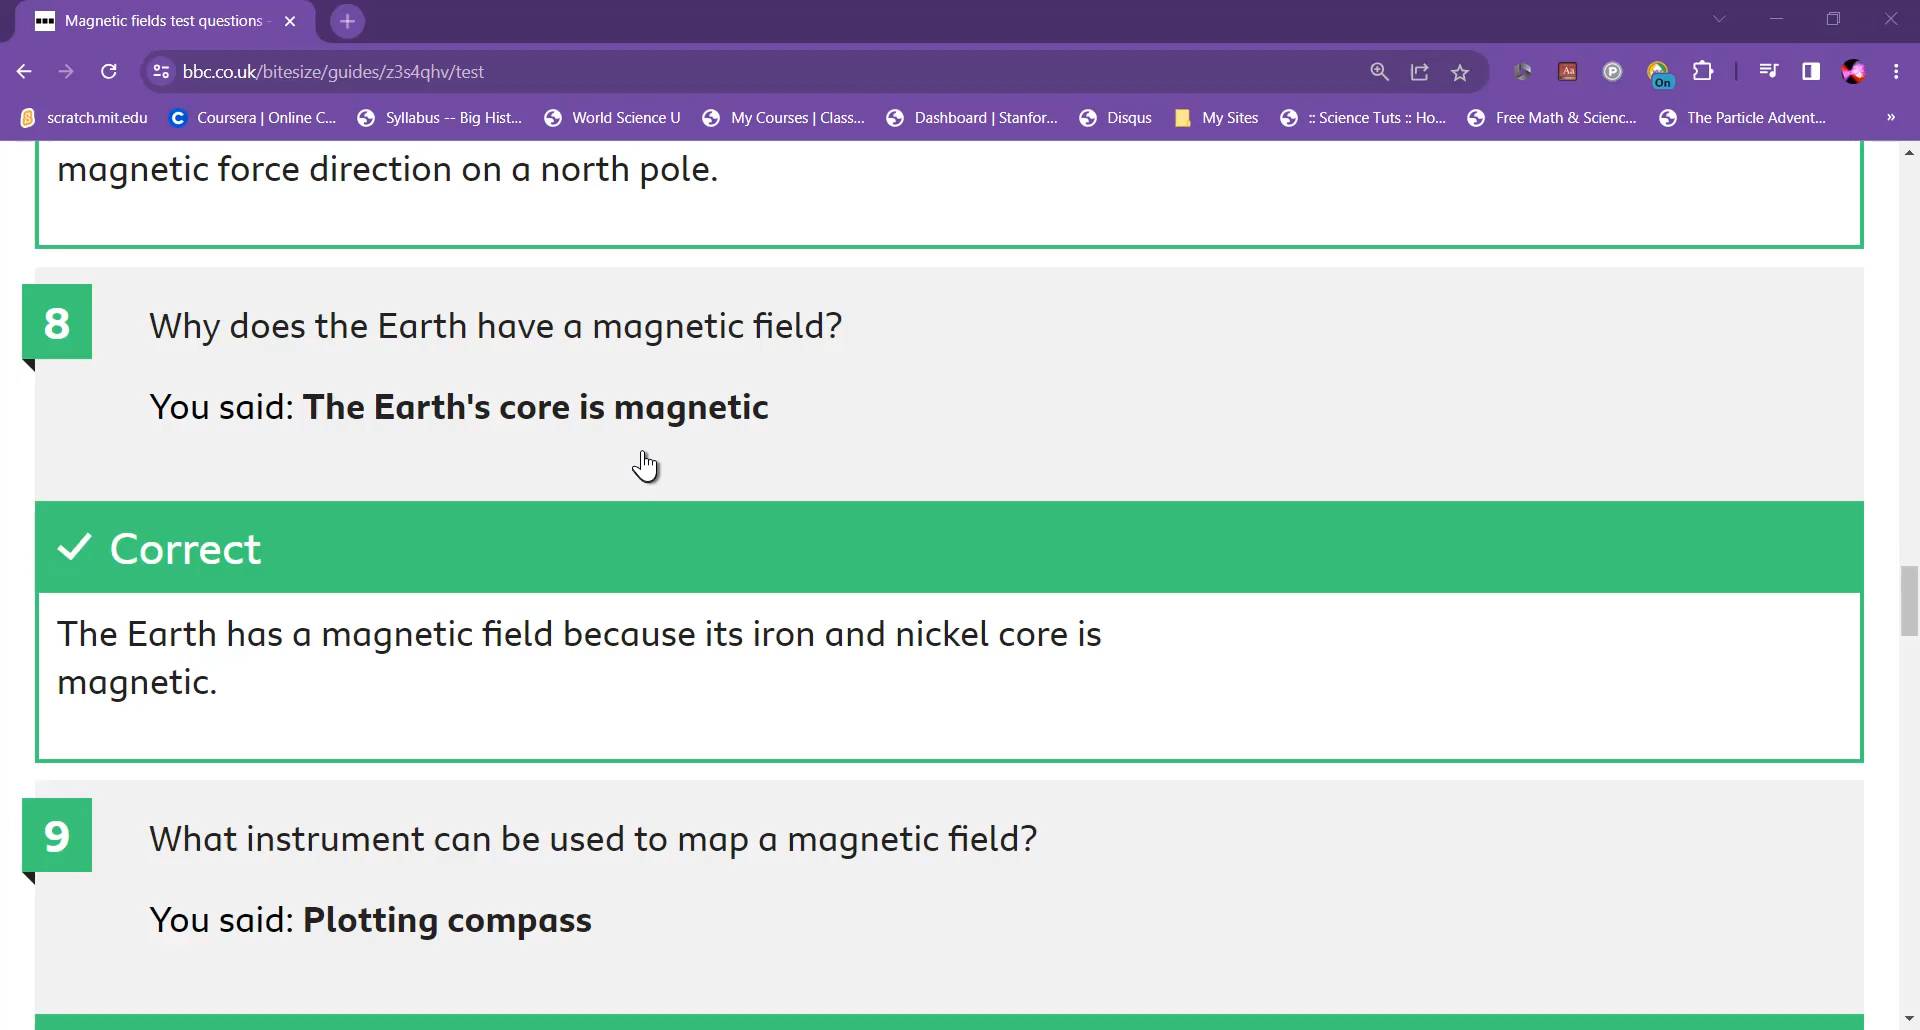 Magnetic fields test questions -
bbc.co.uk/bitesize/guides/z3s4qhv/test
Aa
P
On
scratch.mit.edu
C
Coursera | Online C...
Syllabus -- Big Hist...
World Science U
My Courses | Class...
Dashboard | Stanfor...
Disqus
My Sites
:: Science Tuts :: Ho...
Free Math & Scienc...
The Particle Advent...
»
magnetic force direction on a north pole.
8
Why does the Earth have a magnetic field?
You said: The Earth's core is magnetic
Correct
The Earth has a magnetic field because its iron and nickel core is
magnetic.
9
What instrument can be used to map a magnetic field?
You said: Plotting compass